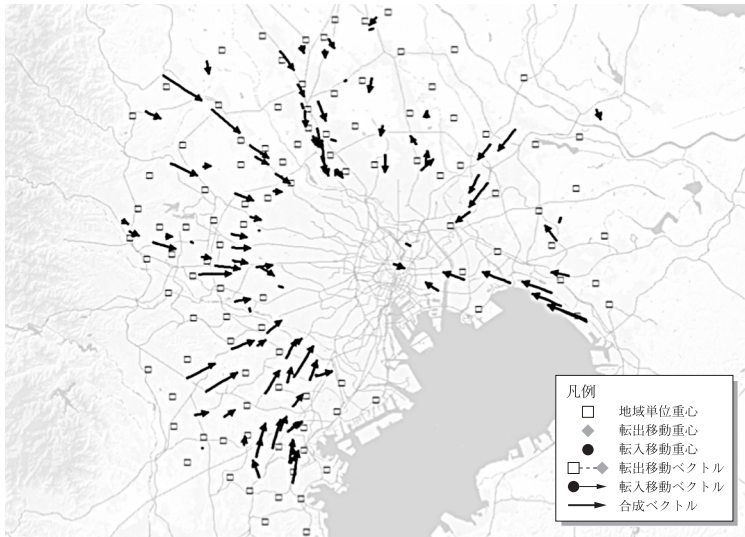 凡例
地域単位重心
転出移動重心
転入移動重心
転出移動ベクトル
転入移動ベクトル
合成ベクトル